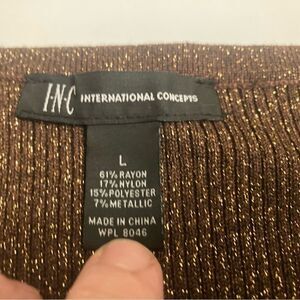 I·N·C INTERNATIONAL CONCEPTS
L
61% RAYON
17% NYLON
15% POLYESTER
7% METALLIC
MADE IN CHINA
WPL 8046